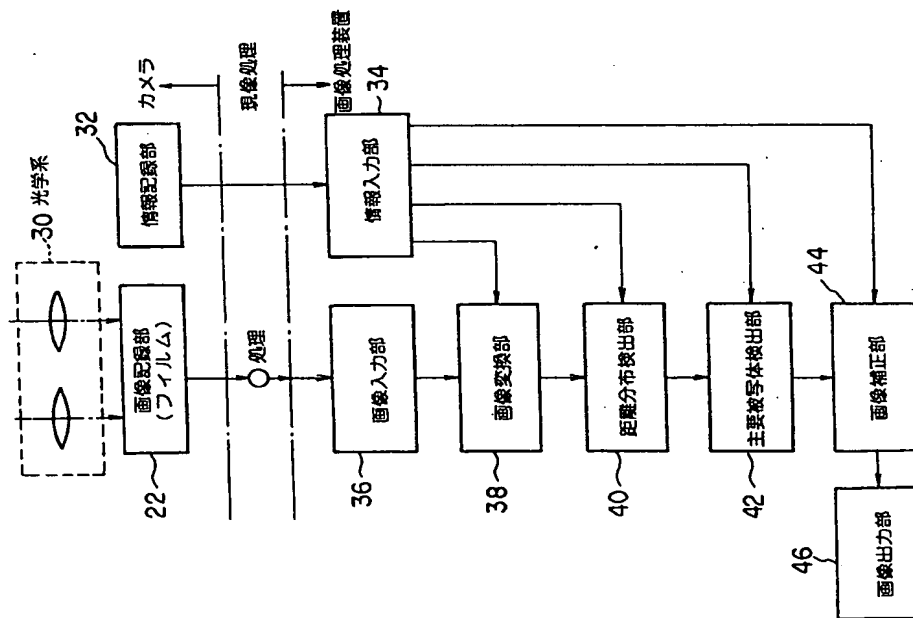 30 光学系
32
情報記録部
カメラ
画像記録部
(フィルム)
22
処理
現像処理
画像処理装置
34
情報入力部
画像入力部
36
画像変換部
38
距離分布検出部
40
主要被写体検出部
42
44
画像補正部
46
画像出力部